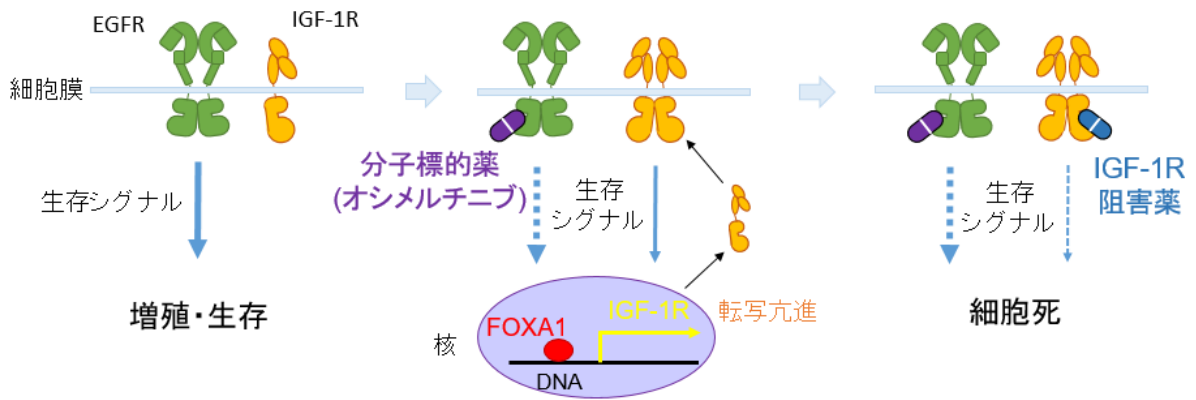 EGFR
IGF-1R
細胞膜
生存シグナル
増殖・生存
分子標的薬
(オシメルチニブ)
生存
シグナル
核
FOXA1
IGF-1R
転写亢進
DNA
IGF-1R
阻害薬
生存
シグナル
細胞死